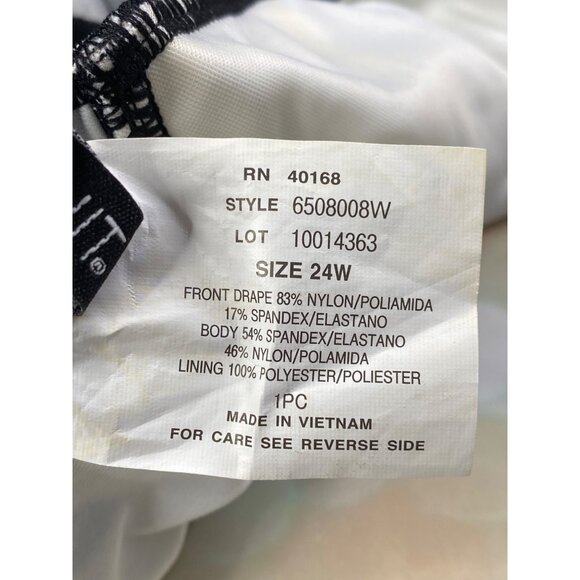 RN 40168
STYLE 6508008W
LOT 10014363
SIZE 24W
FRONT DRAPE 83% NYLON/POLIAMIDA
17% SPANDEX/ELASTANO
BODY 54% SPANDEX/ELASTANO
46% NYLON/POLAMIDA
LINING 100% POLYESTER/POLIESTER
1PC
MADE IN VIETNAM
FOR CARE SEE REVERSE SIDE